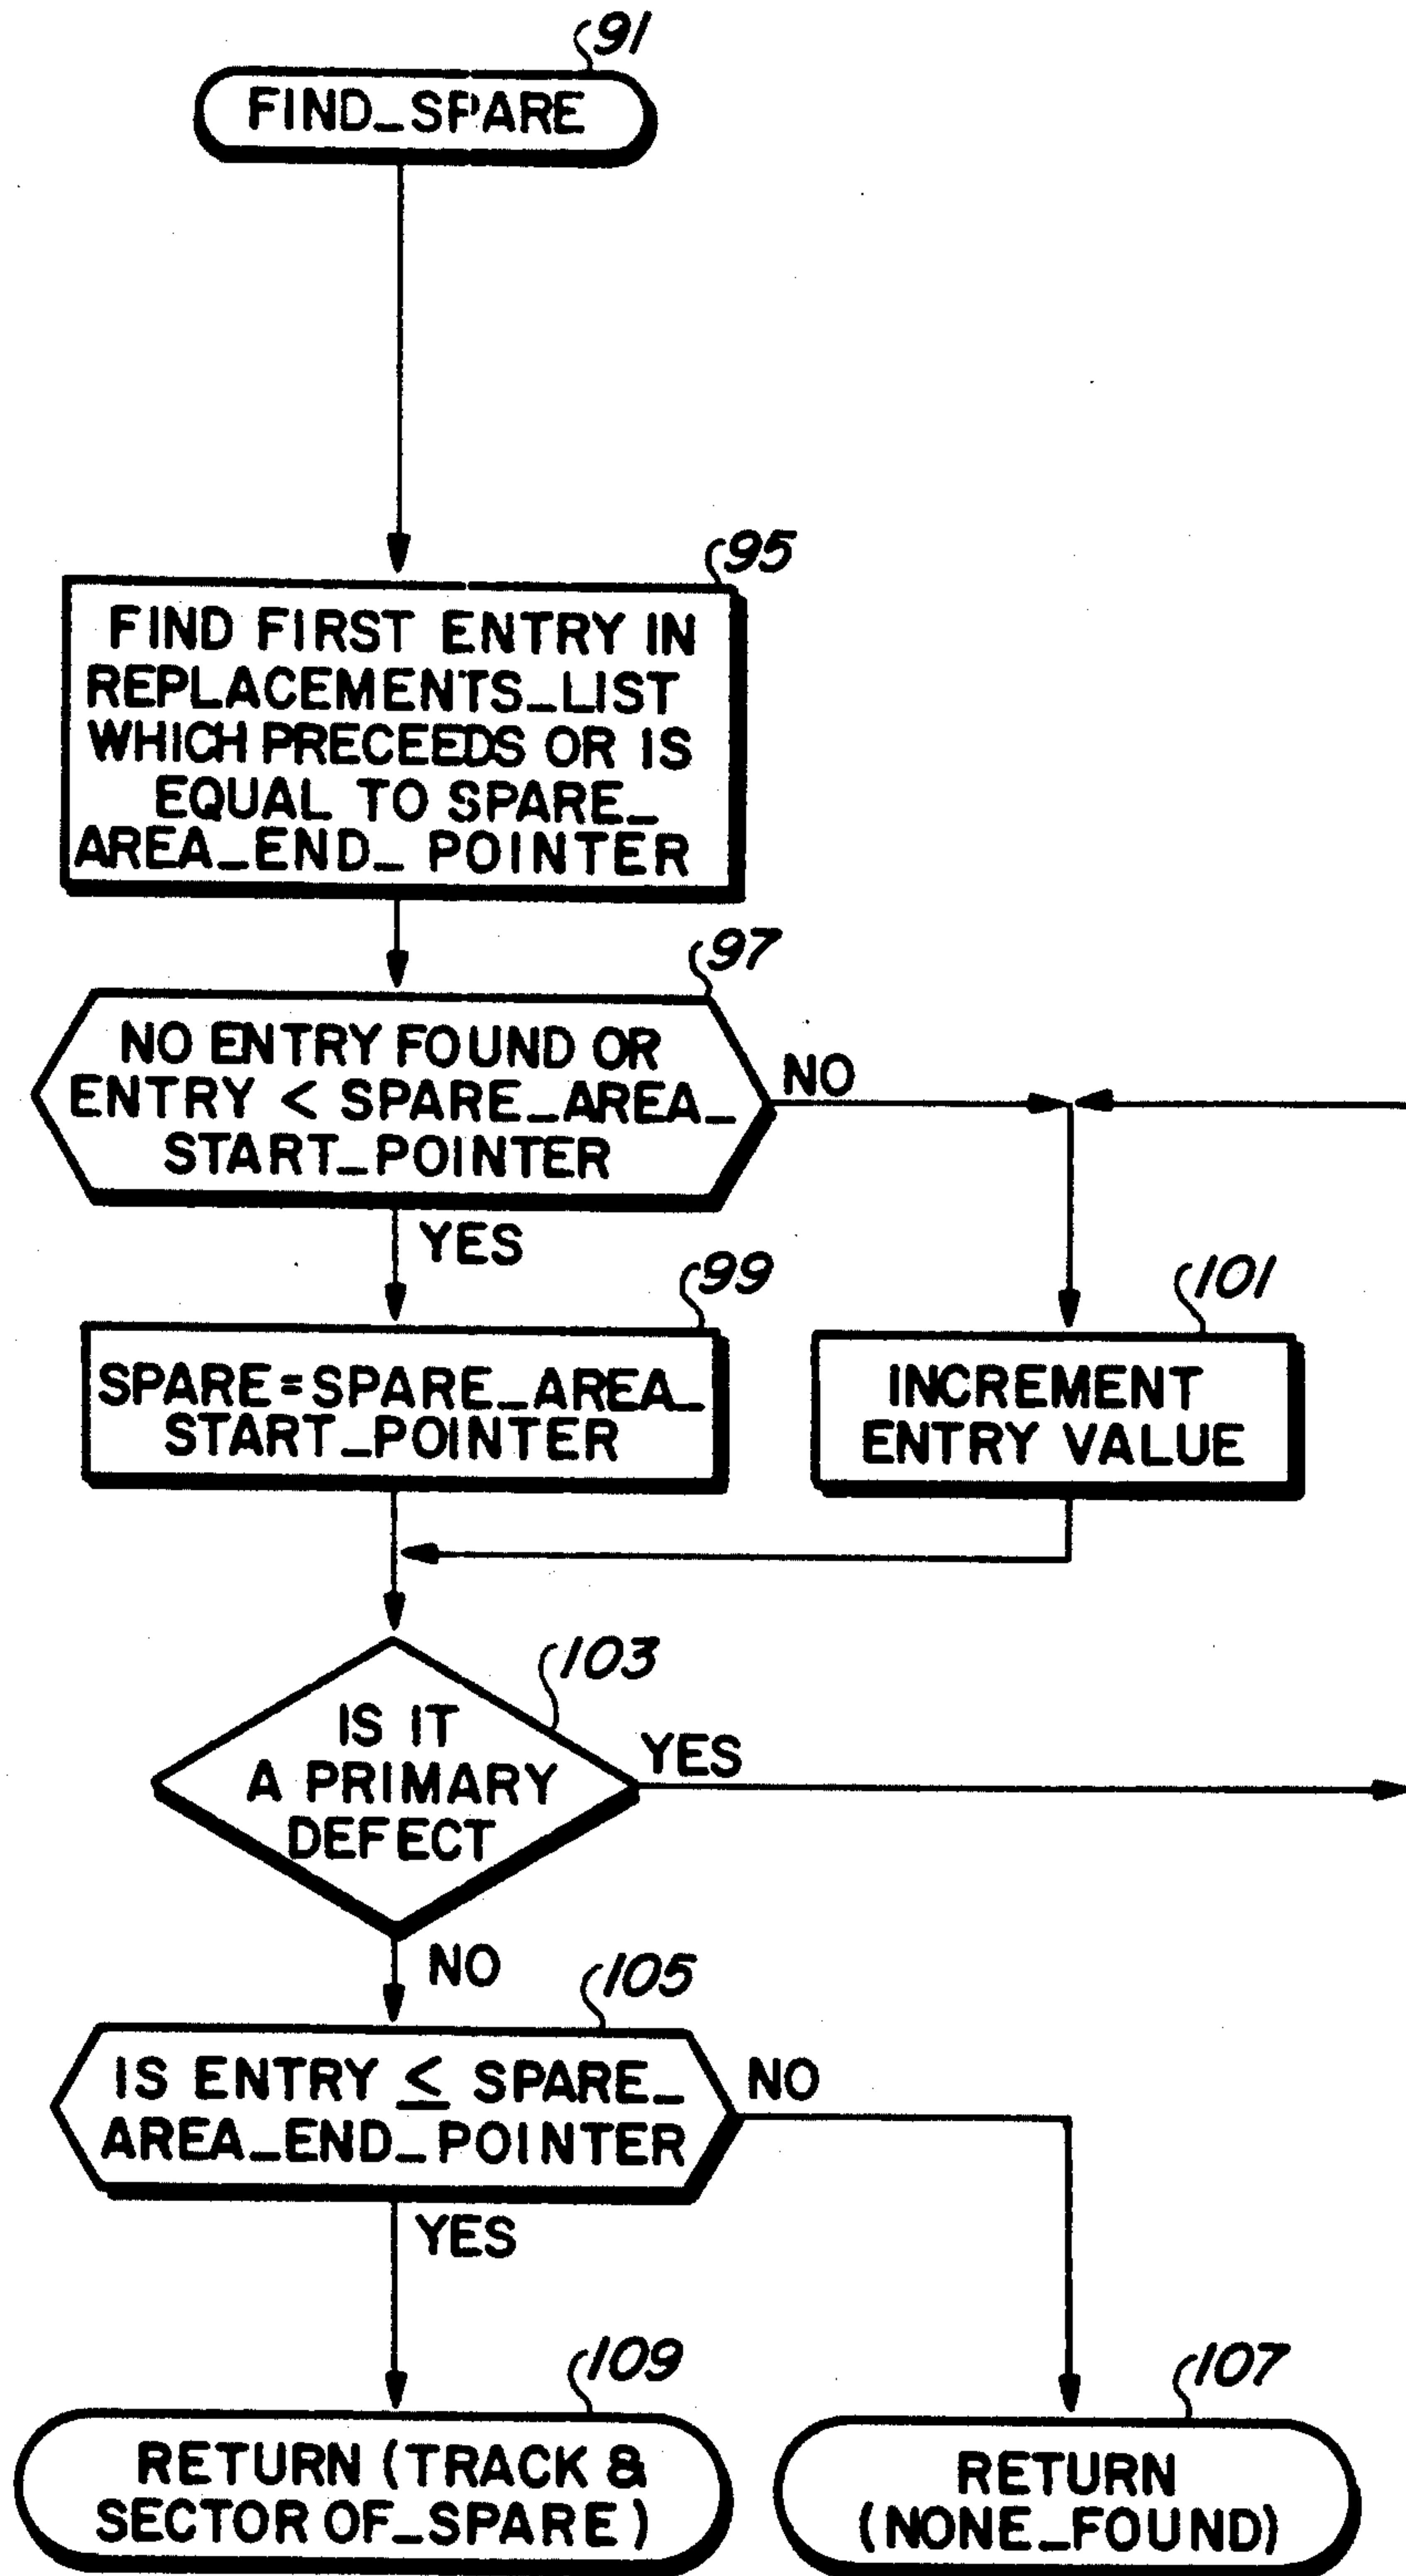 91
FIND_SPARE
95
FIND FIRST ENTRY IN
REPLACEMENTS_LIST
WHICH PRECEEDS OR IS
EQUAL TO SPARE_
AREA_END_ POINTER
97
NO ENTRY FOUND OR
ENTRY < SPARE_AREA_
START_POINTER
NO
YES
99
SPARE=SPARE_AREA_
START_POINTER
101
INCREMENT
ENTRY VALUE
103
IS IT
A PRIMARY
DEFECT
YES
NO
105
IS ENTRY ≤ SPARE_
AREA_END_POINTER
NO
YES
109
RETURN (TRACK &
SECTOR OF_SPARE)
107
RETURN
(NONE_FOUND)